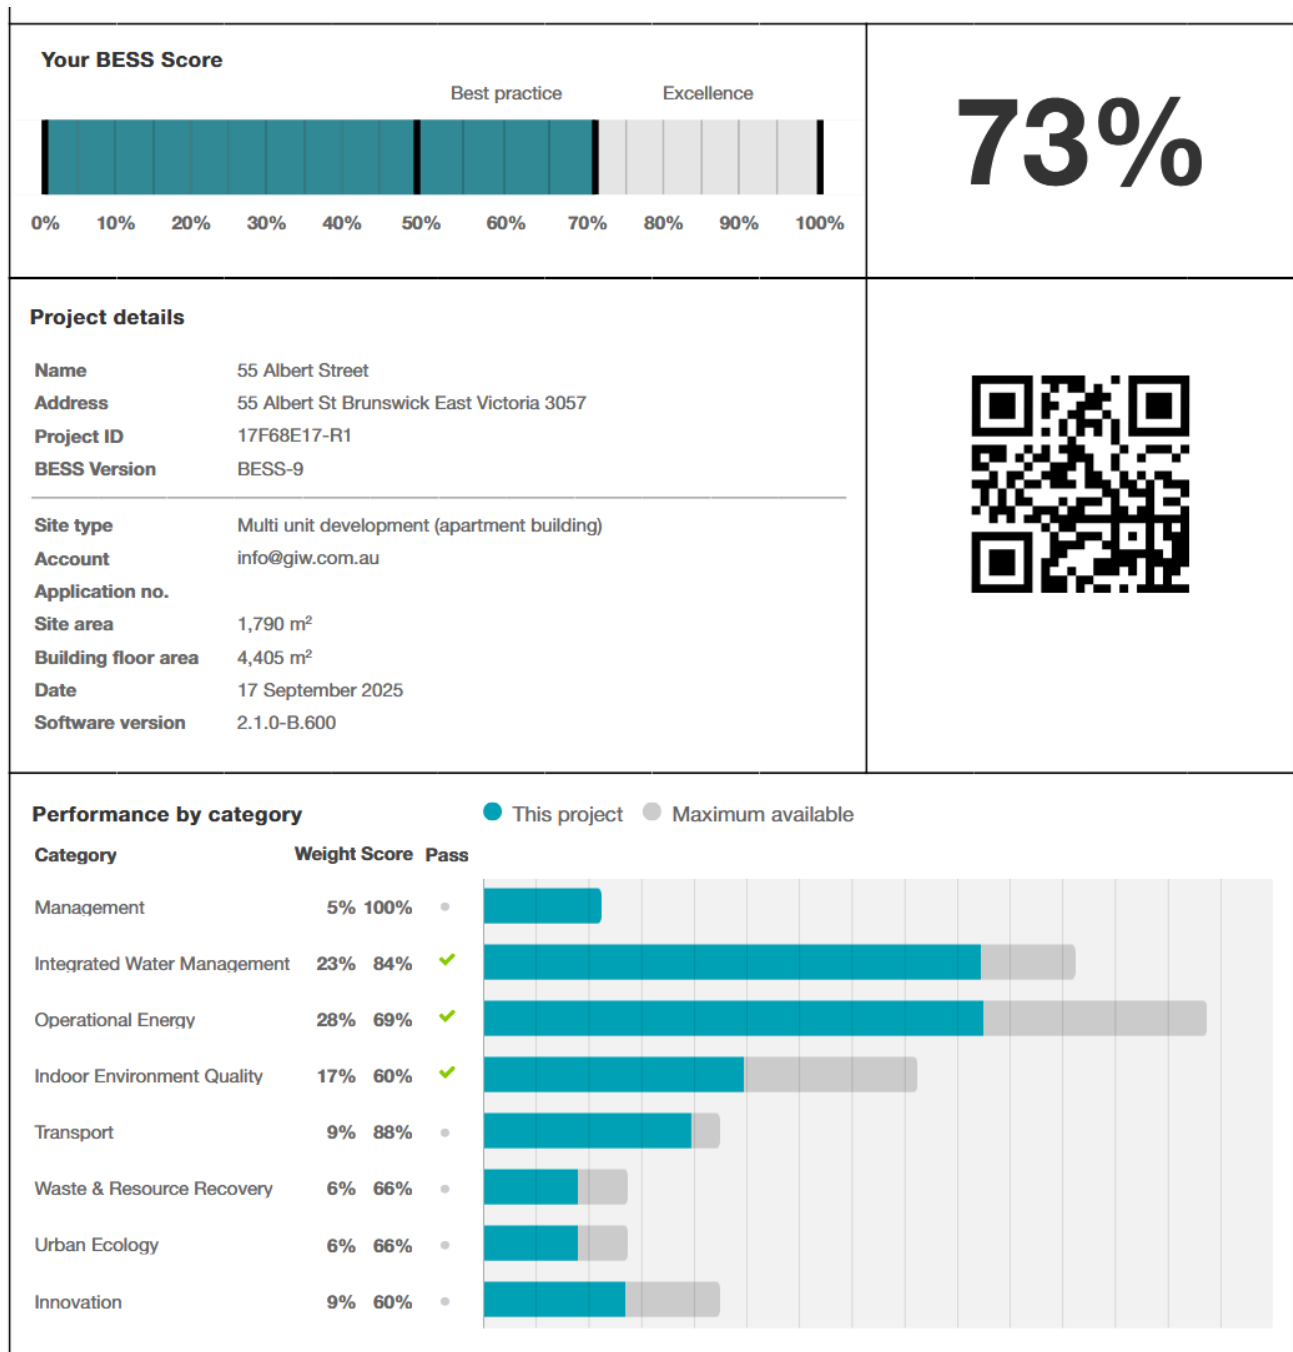 Your BESS Score
Best practice Excellence
73%
0% 10% 20% 30% 40% 50% 60% 70% 80% 90% 100%
Project details
Name 55 Albert Street
Address 55 Albert St Brunswick East Victoria 3057
Project ID 17F68E17-R1
BESS Version BESS-9
Site type Multi unit development (apartment building)
Account info@giw.com.au
Application no.
Site area 1,790 m²
Building floor area 4,405 m²
Date 17 September 2025
Software version 2.1.0-B.600
Performance by category This project Maximum available
Category Weight Score Pass
Management 5% 100%
Integrated Water Management 23% 84%
Operational Energy 28% 69%
Indoor Environment Quality 17% 60%
Transport 9% 88%
Waste & Resource Recovery 6% 66%
Urban Ecology 6% 66%
Innovation 9% 60%